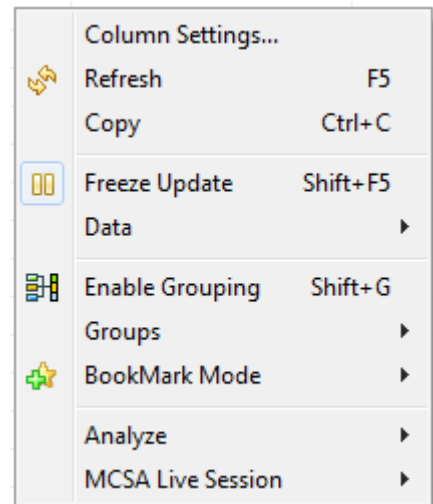 Column Settings...
Refresh F5
Copy Ctrl+C
Freeze Update Shift+F5
Data
Enable Grouping Shift+G
Groups
BookMark Mode
Analyze
MCSA Live Session